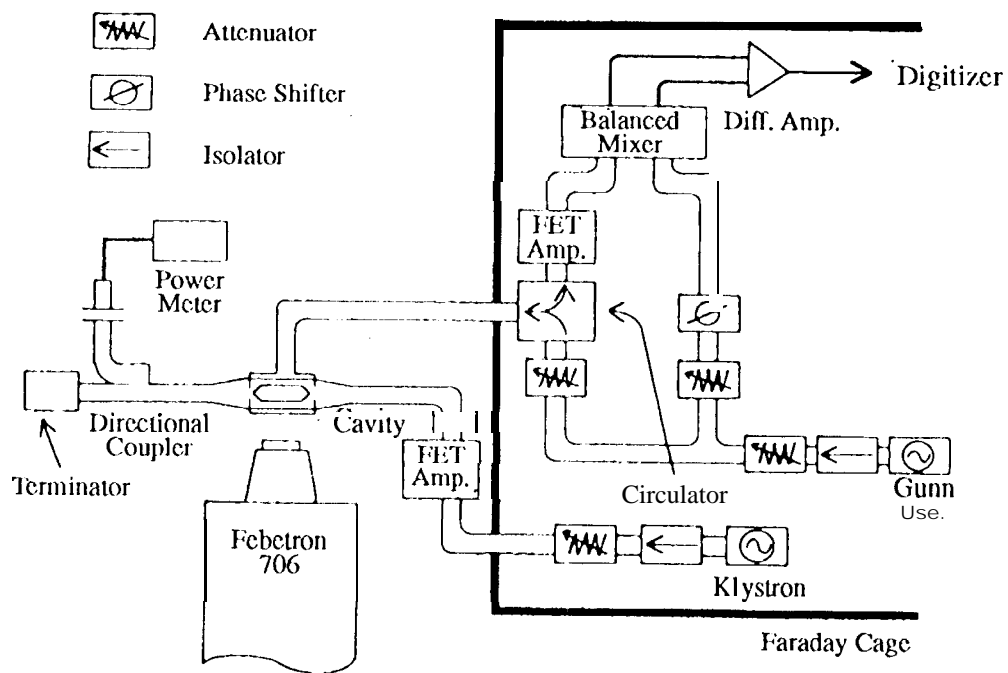 Attenuator
Phase Shifter
Isolator
Digitizer
Diff. Amp.
Balanced
Mixer
FET
Amp.
Power
Meter
Directional
Coupler
Cavity
FET
Amp.
Terminator
Circulator
Gunn
Use.
Febetron
706
Klystron
Faraday Cage